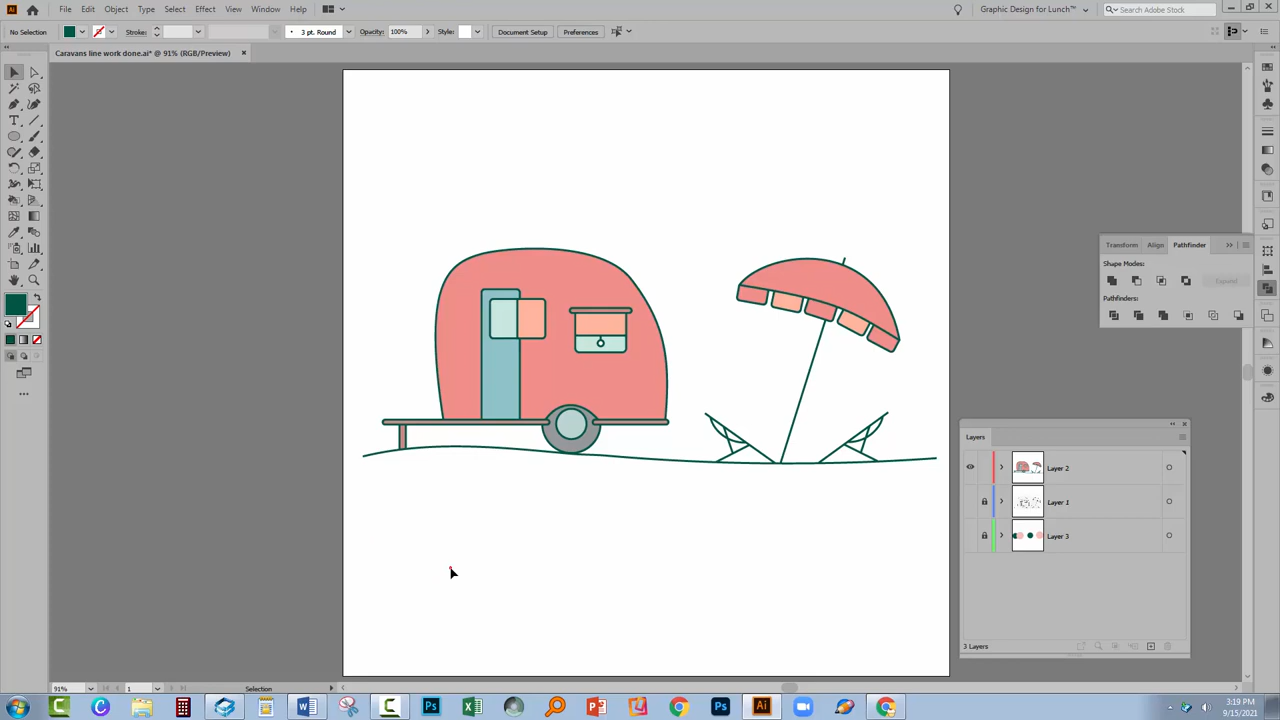 Ai File Edit Object Type Select Effect View Window Help Graphic Design for Lunch™ Search Adobe Stock
No Selection Stroke: 3 pt. Round Opacity: 100% Style: Document Setup Preferences
Caravans line work done.ai* @ 91% (RGB/Preview)
Transform Align Pathfinder
Shape Modes:
Expand
Pathfinders:
Layers
Layer 2
Layer 1
Layer 3
3 Layers
91% 1 Selection
3:19 PM
9/15/2021